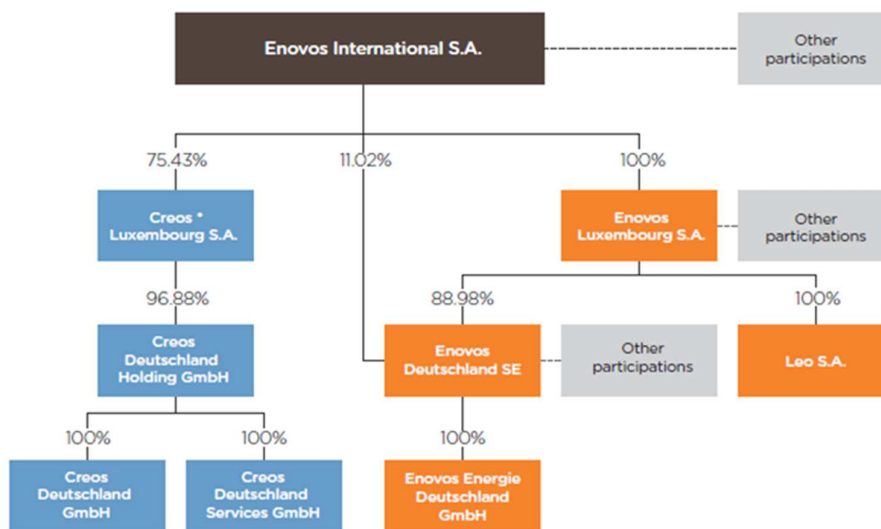 Enovos International S.A.
Other
participations
75.43%
11.02%
100%
Creos *
Luxembourg S.A.
Enovos
Luxembourg S.A.
Other
participations
96.88%
88.98%
100%
Creos
Deutschland
Holding GmbH
Enovos
Deutschland SE
Other
participations
Leo S.A.
100%
100%
100%
Creos
Deutschland
GmbH
Creos
Deutschland
Services GmbH
Enovos Energie
Deutschland
GmbH